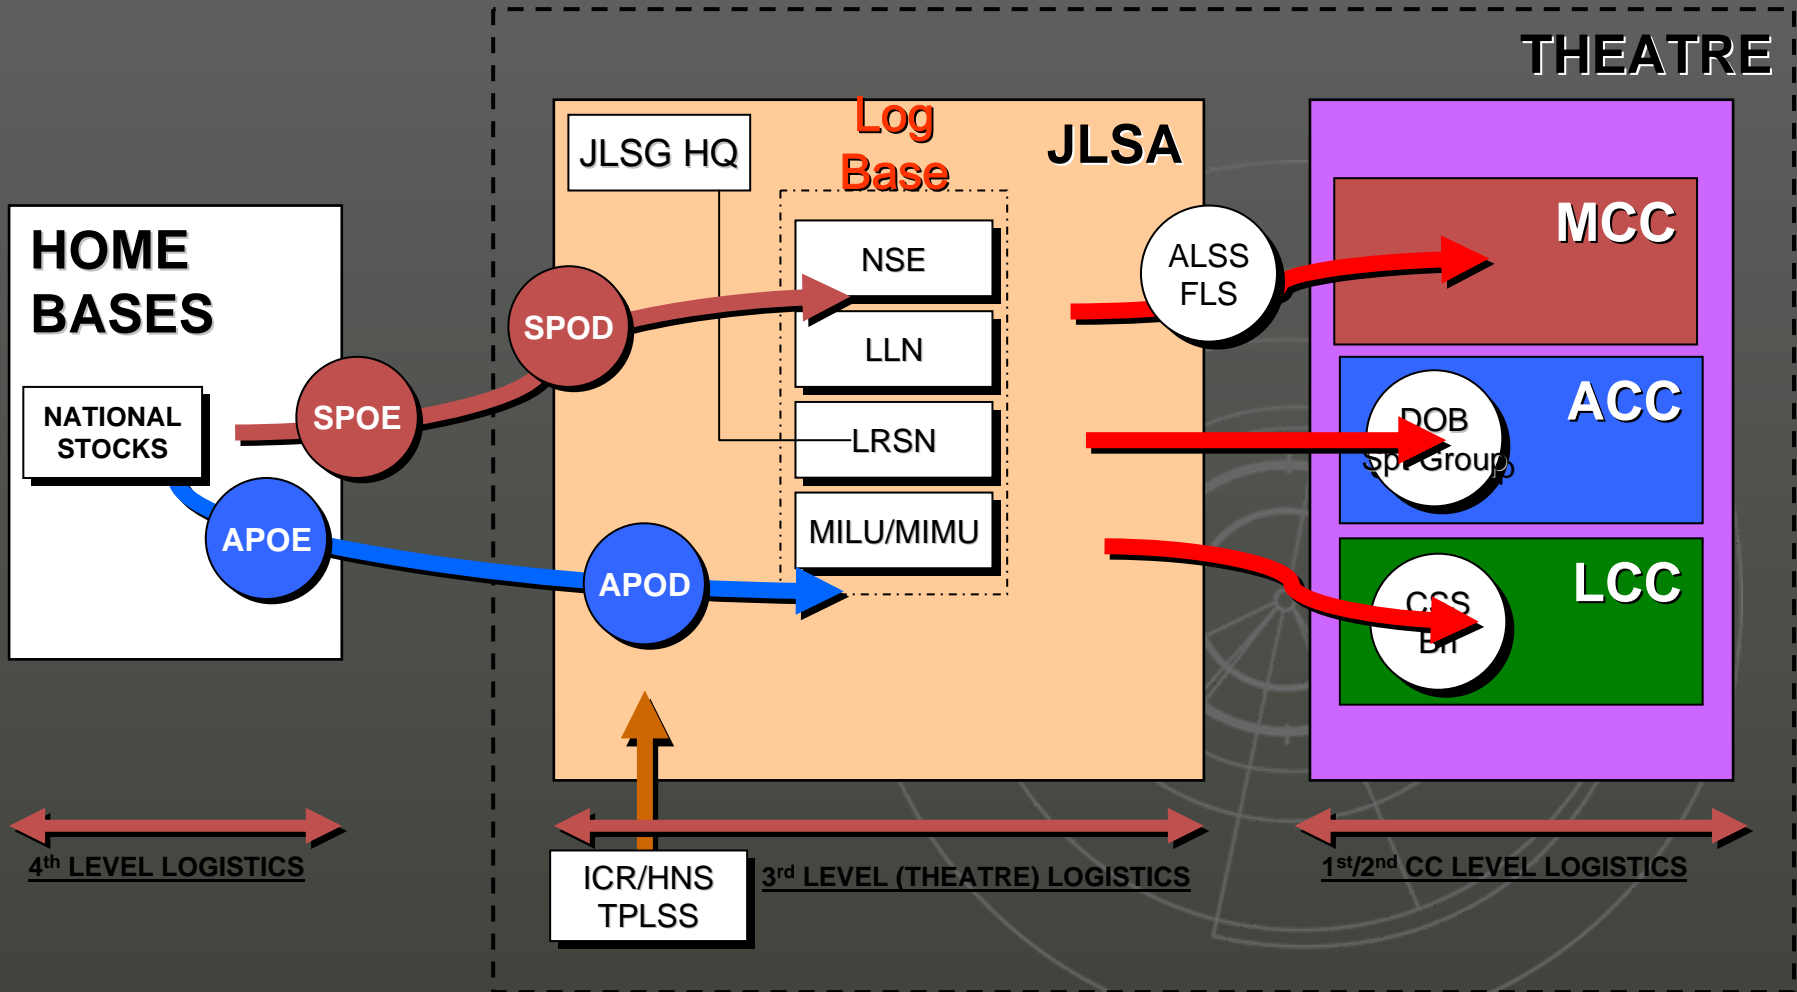 THEATRE
Log
Base
JLSA
JLSG HQ
HOME
BASES
NATIONAL
STOCKS
SPOE
APOE
SPOD
APOD
NSE
LLN
LRSN
MILU/MIMU
ALSS
FLS
MCC
ACC
DOB
Spt Group
LCC
CSS
Bn
4th LEVEL LOGISTICS
ICR/HNS
TPLSS
3rd LEVEL (THEATRE) LOGISTICS
1st/2nd CC LEVEL LOGISTICS